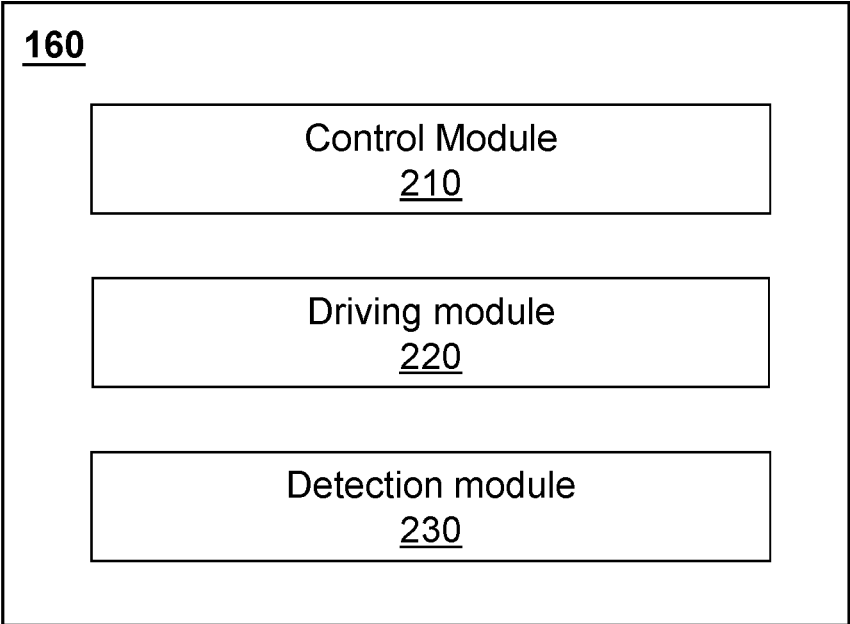 160
Control Module
210
Driving module
220
Detection module
230